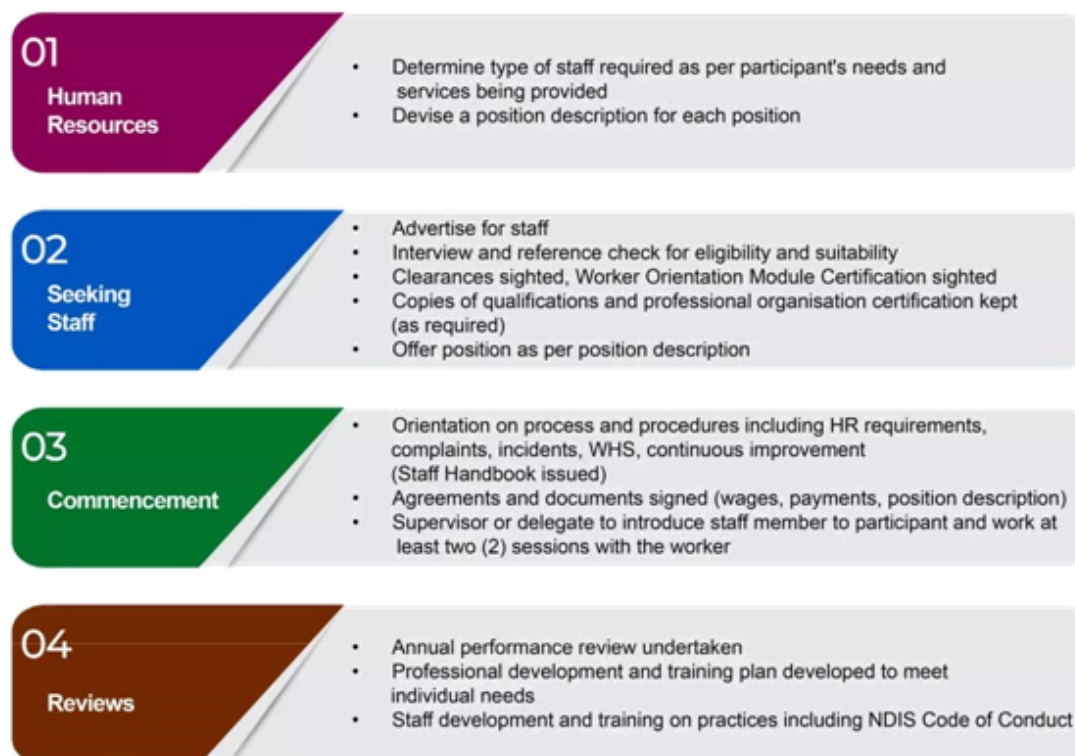 01
Human
Resources
• Determine type of staff required as per participant's needs and
services being provided
• Devise a position description for each position
02
Seeking
Staff
• Advertise for staff
• Interview and reference check for eligibility and suitability
• Clearances sighted, Worker Orientation Module Certification sighted
• Copies of qualifications and professional organisation certification kept
(as required)
• Offer position as per position description
03
Commencement
• Orientation on process and procedures including HR requirements,
complaints, incidents, WHS, continuous improvement
(Staff Handbook issued)
• Agreements and documents signed (wages, payments, position description)
• Supervisor or delegate to introduce staff member to participant and work at
least two (2) sessions with the worker
04
Reviews
• Annual performance review undertaken
• Professional development and training plan developed to meet
individual needs
• Staff development and training on practices including NDIS Code of Conduct